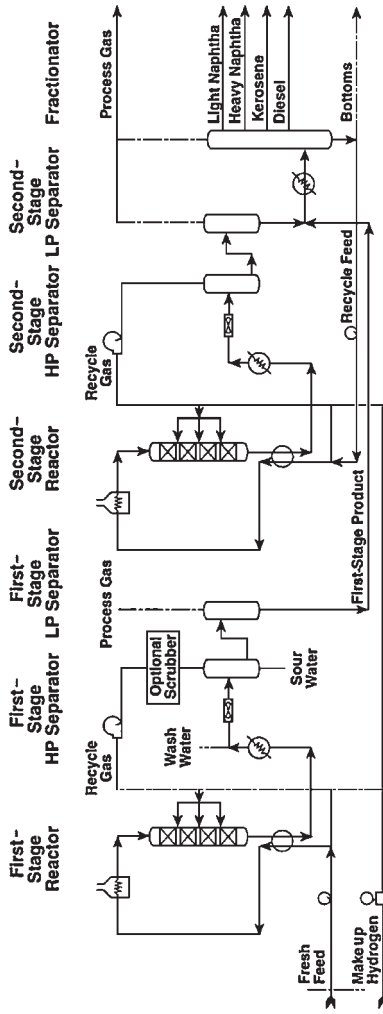 First-
Stage
Reactor
First-
Stage
HP Separator
First-
Stage
LP Separator
Second-
Stage
Reactor
Second-
Stage
HP Separator
Second-
Stage
LP Separator
Fractionator
Recycle
Gas
Optional
Scrubber
Process Gas
Recycle
Gas
Process Gas
Wash
Water
Sour
Water
Light Naphtha
Heavy Naphtha
Kerosene
Diesel
Fresh
Feed
Makeup
Hydrogen
First-Stage Product
Recycle Feed
Bottoms